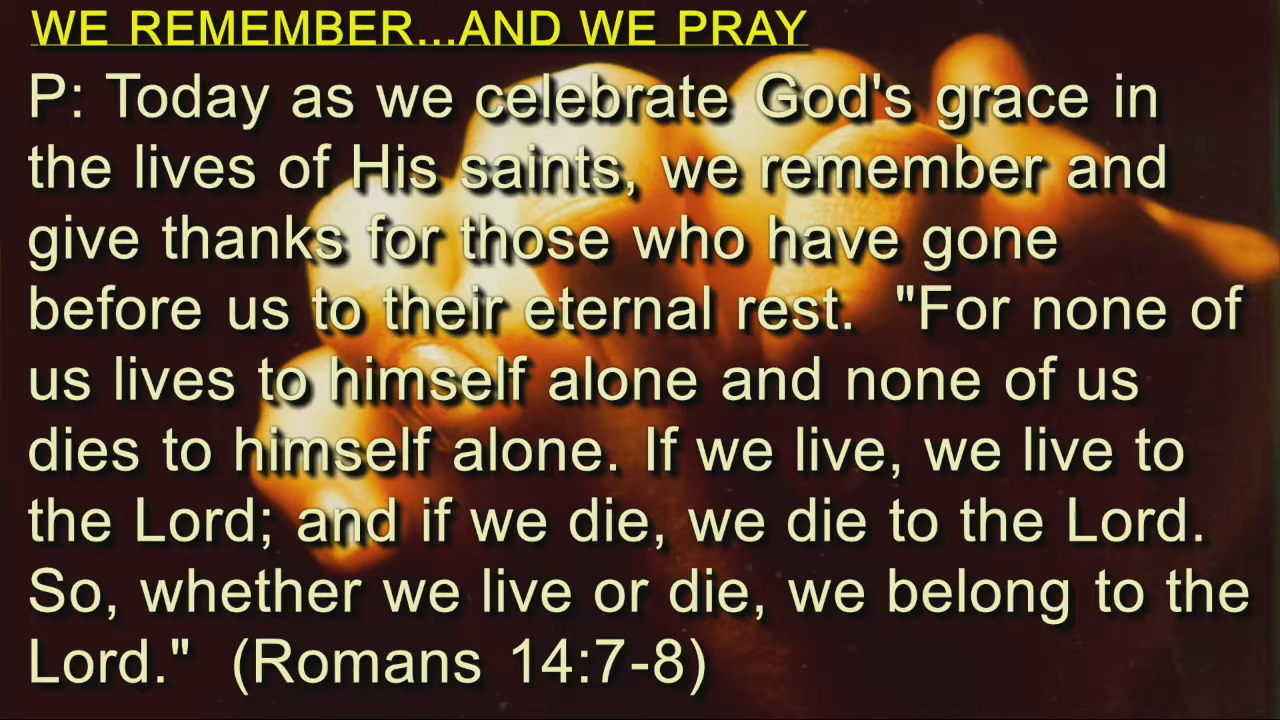 WE REMEMBER...AND WE PRAY
P: Today as we celebrate God's grace in
the lives of His saints, we remember and
give thanks for those who have gone
before us to their eternal rest.  "For none of
us lives to himself alone and none of us
dies to himself alone. If we live, we live to
the Lord; and if we die, we die to the Lord.
So, whether we live or die, we belong to the
Lord."  (Romans 14:7-8)